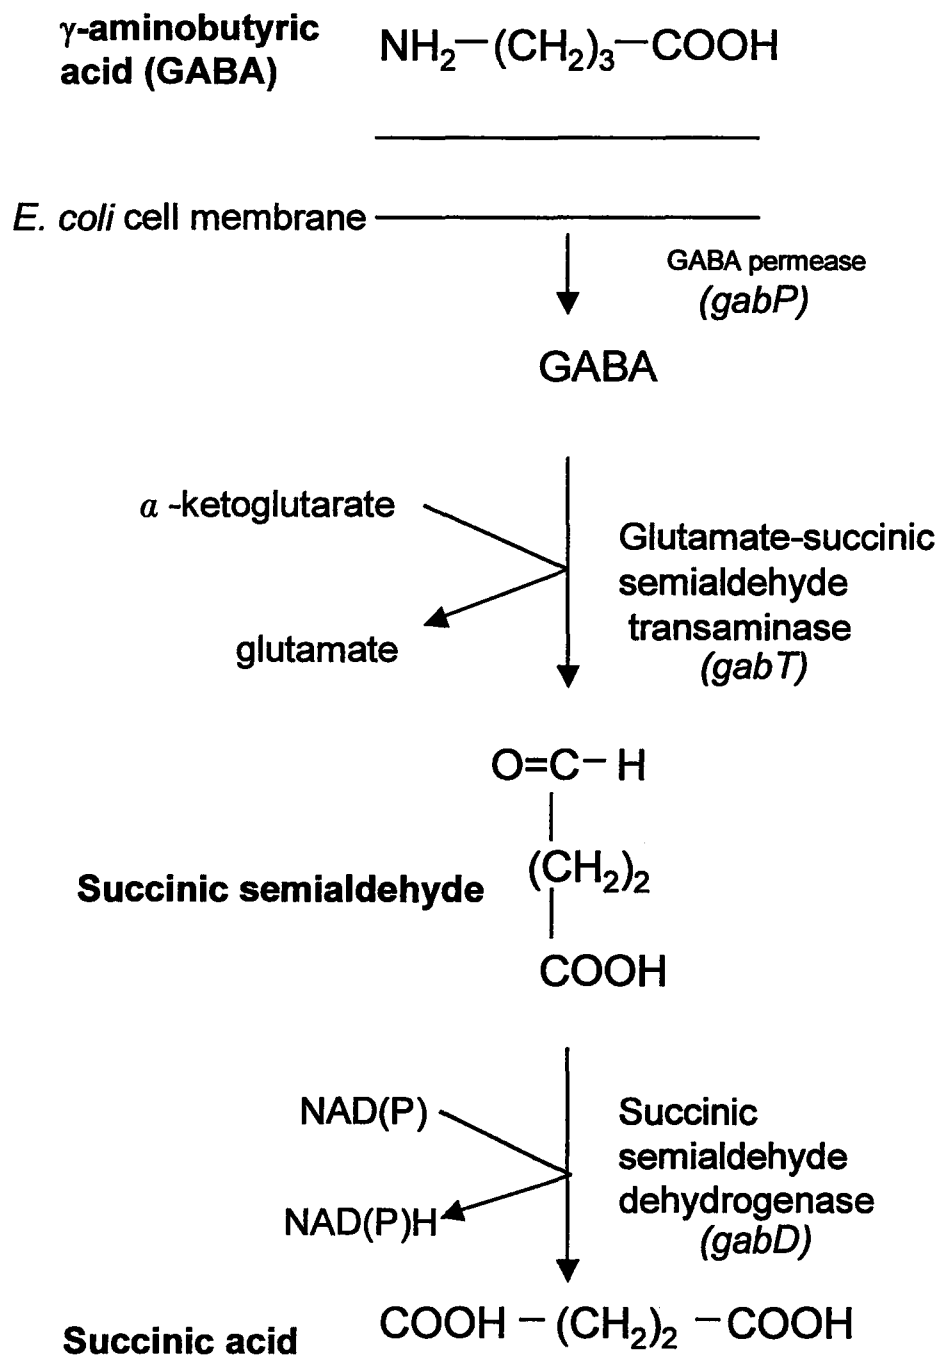 γ-aminobutyric
acid (GABA)
NH₂—(CH₂)₃—COOH
E. coli cell membrane
GABA permease
(gabP)
GABA
α -ketoglutarate
glutamate
Glutamate-succinic
semialdehyde
transaminase
(gabT)
O=C– H
(CH₂)₂
Succinic semialdehyde
COOH
NAD(P)
NAD(P)H
Succinic
semialdehyde
dehydrogenase
(gabD)
Succinic acid
COOH – (CH₂)₂ – COOH